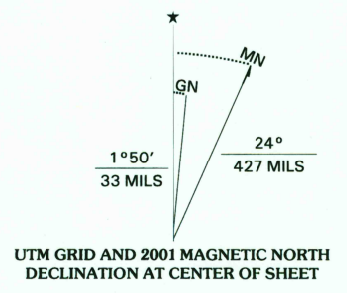 ★
MN
GN
1°50′
33 MILS
24°
427 MILS
UTM GRID AND 2001 MAGNETIC NORTH
DECLINATION AT CENTER OF SHEET